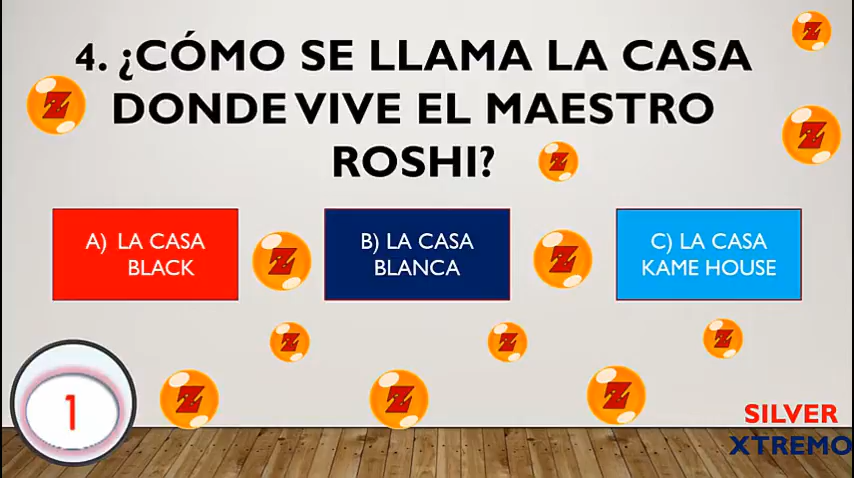 4. ¿CÓMO SE LLAMA LA CASA
DONDE VIVE EL MAESTRO
ROSHI?
A) LA CASA
BLACK
B) LA CASA
BLANCA
C) LA CASA
KAME HOUSE
Z
Z
Z
Z
Z
Z
Z
Z
Z
Z
Z
Z
1
SILVER
XTREMO